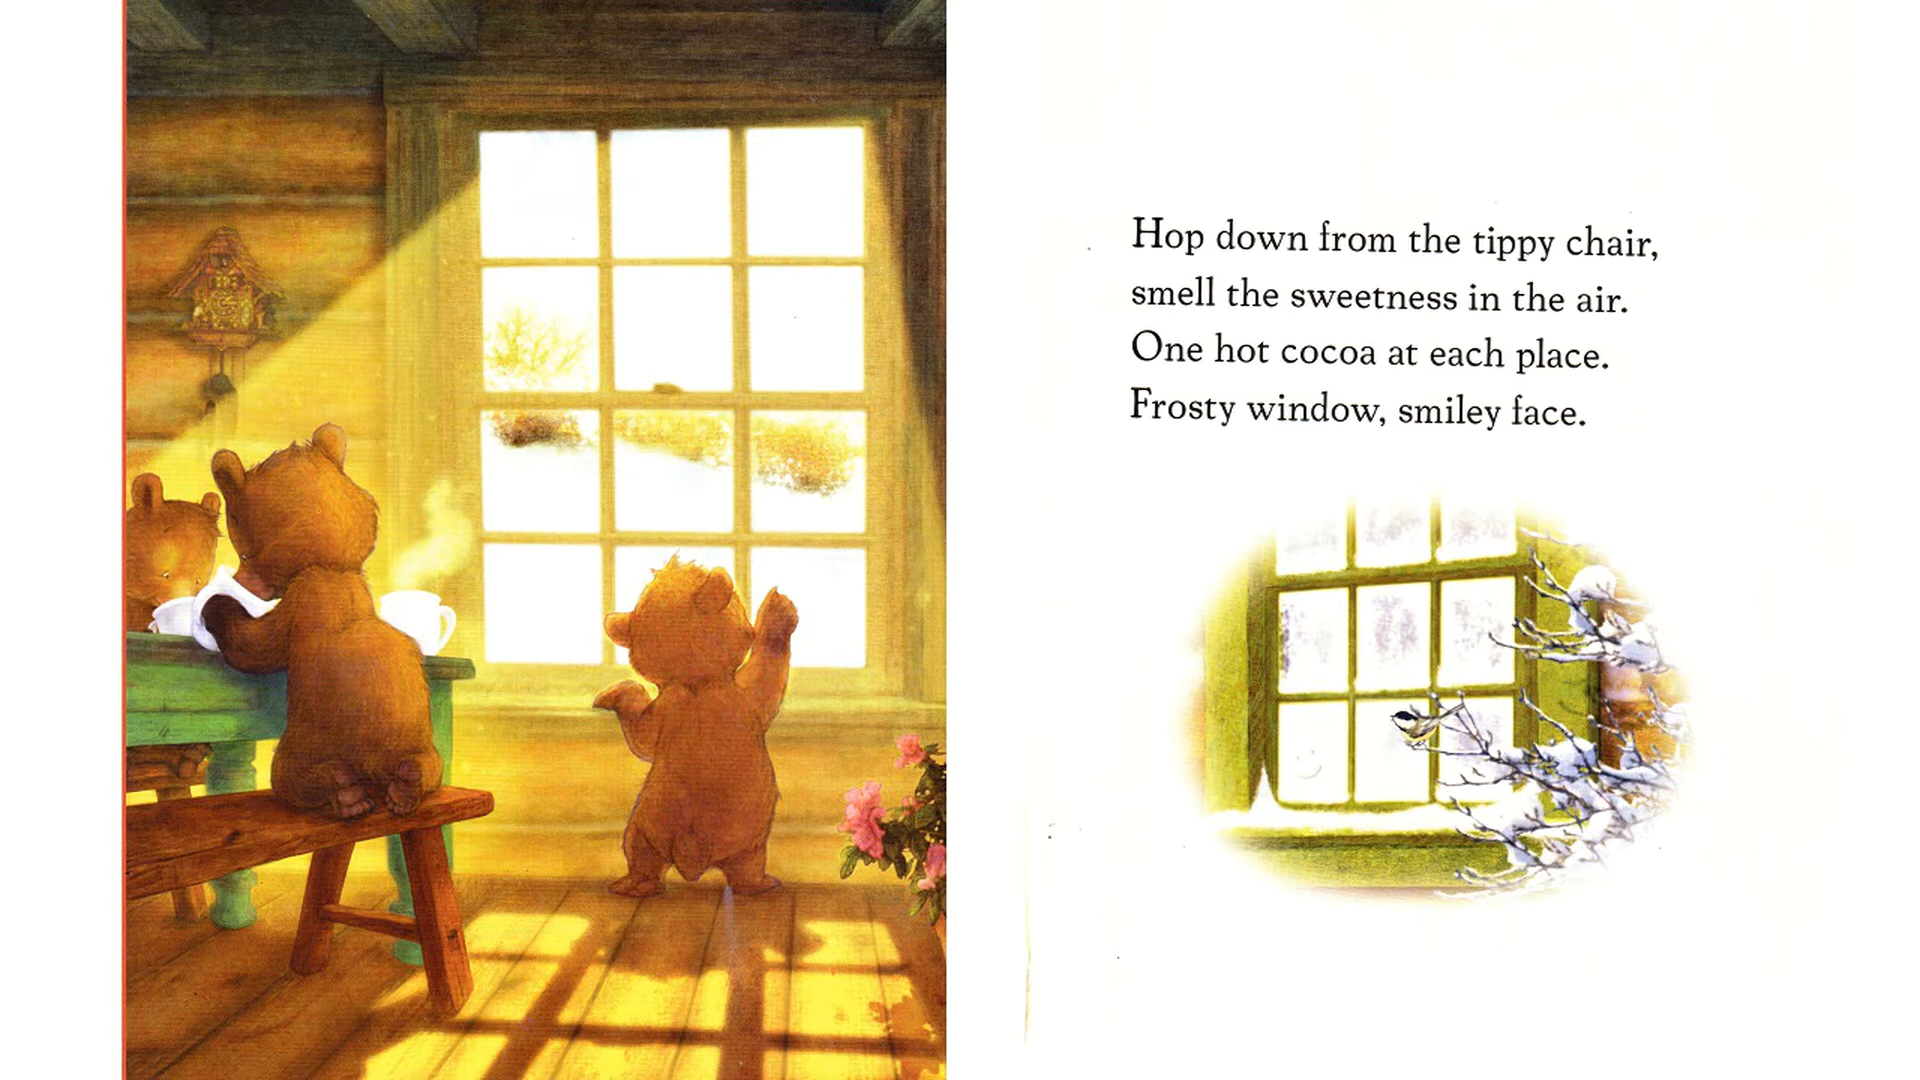 Hop down from the tippy chair,
smell the sweetness in the air.
One hot cocoa at each place.
Frosty window, smiley face.